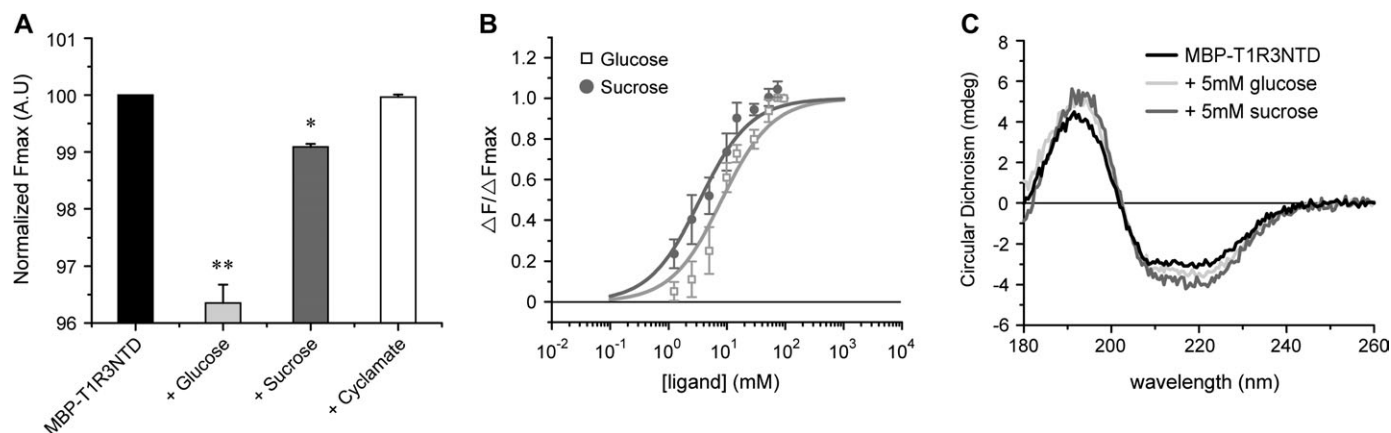 A
Normalized Fmax (A.U)
101
100
99
98
97
96
**
*
MBP-T1R3NTD
+ Glucose
+ Sucrose
+ Cyclamate
B
△F/△Fmax
1.2
1.0
0.8
0.6
0.4
0.2
0
Glucose
Sucrose
10⁻² 10⁻¹ 10⁰ 10¹ 10² 10³ 10⁴
[ligand] (mM)
C
Circular Dichroism (mdeg)
8
6
4
2
0
-2
-4
-6
MBP-T1R3NTD
+ 5mM glucose
+ 5mM sucrose
180 200 220 240 260
wavelength (nm)